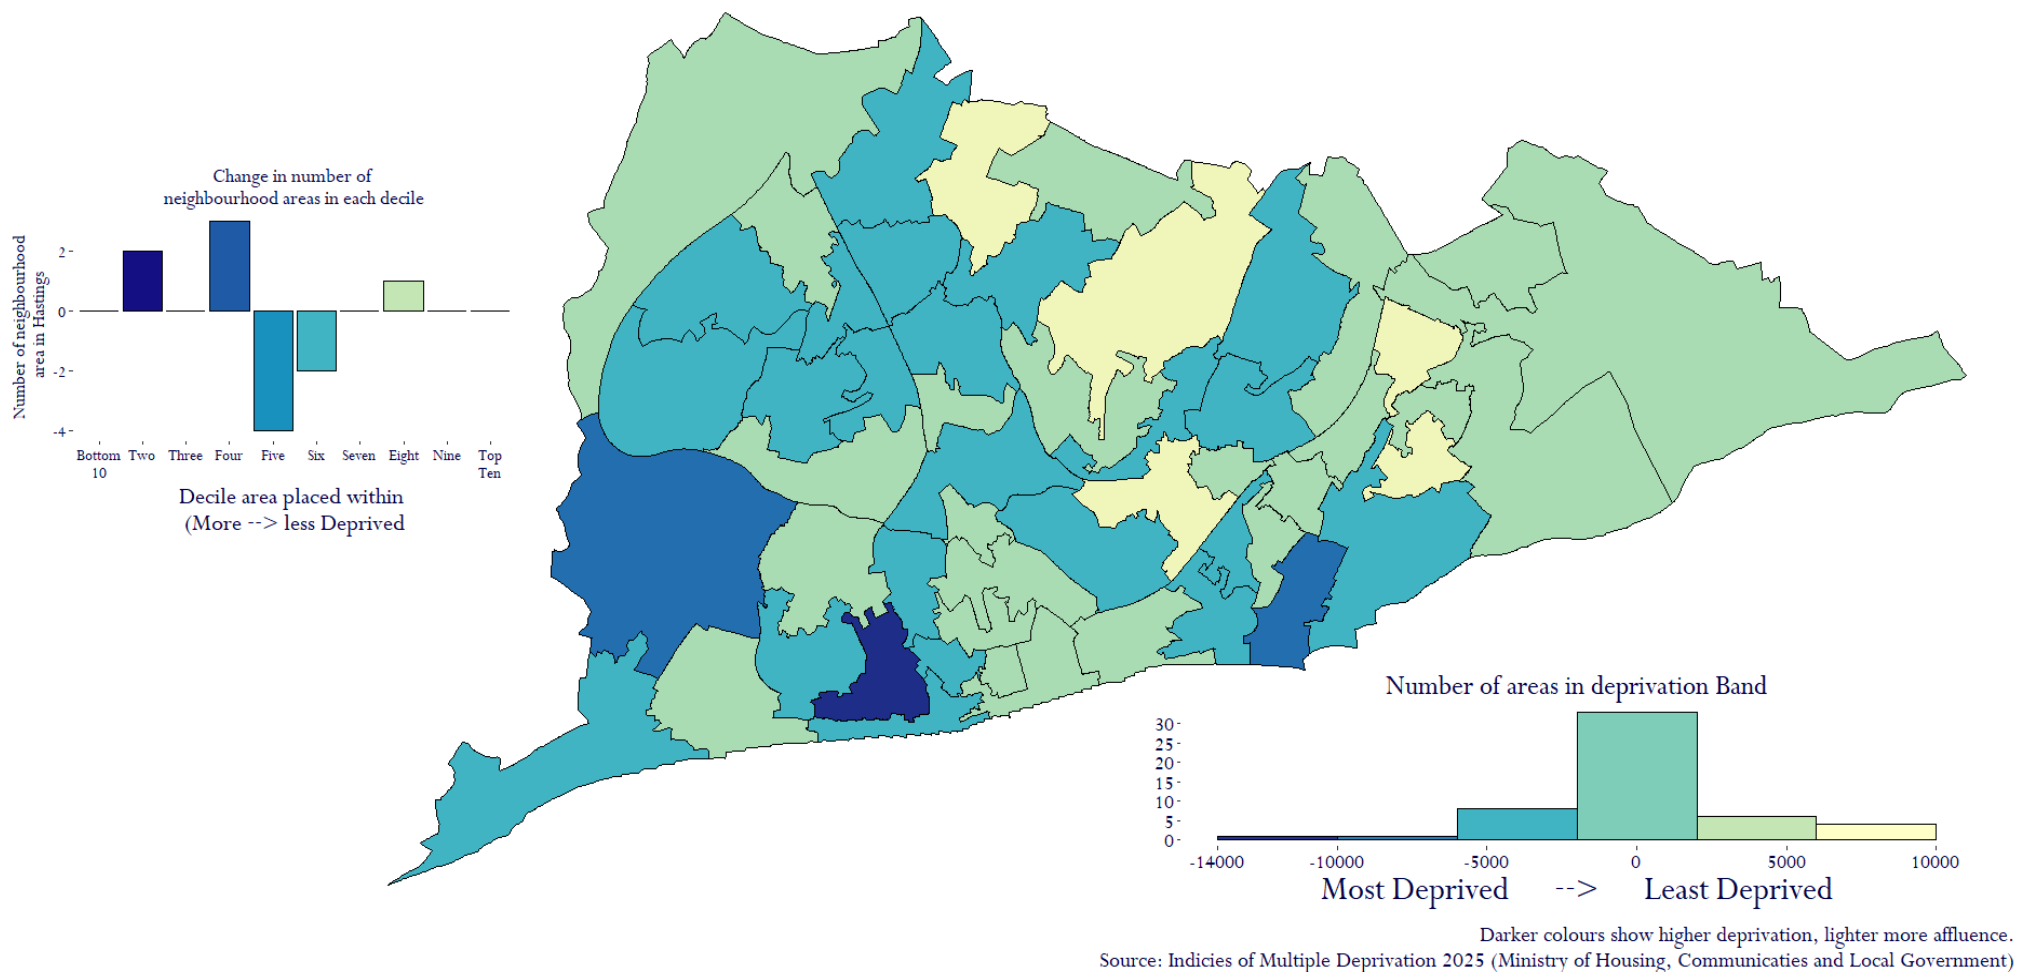 Change in number of
neighbourhood areas in each decile
Number of neighbourhood
area in Hastings
2
0
-2
-4
Bottom 10 Two Three Four Five Six Seven Eight Nine Top Ten
Decile area placed within
(More --> less Deprived
Number of areas in deprivation Band
30
25
20
15
10
5
0
-14000 -10000 -5000 0 5000 10000
Most Deprived --> Least Deprived
Darker colours show higher deprivation, lighter more affluence.
Source: Indicies of Multiple Deprivation 2025 (Ministry of Housing, Communicaties and Local Government)